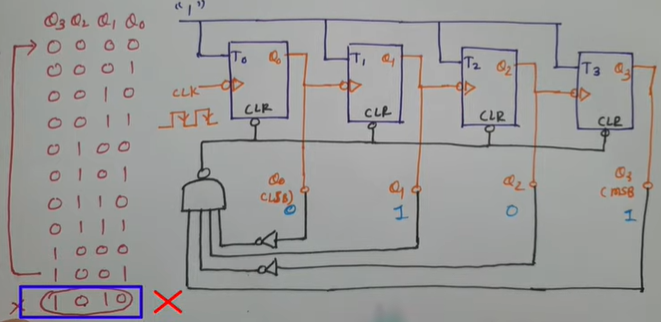 "1"
Q3 Q2 Q1 Q0
0 0 0 0
0 0 0 1
0 0 1 0
0 0 1 1
0 1 0 0
0 1 0 1
0 1 1 0
0 1 1 1
1 0 0 0
1 0 0 1
x 1 0 1 0
T0 Q0
CLK
CLR
T1 Q1
CLR
T2 Q2
CLR
T3 Q3
CLR
Q0
(LSB)
0
Q1
1
Q2
0
Q3
(MSB
1